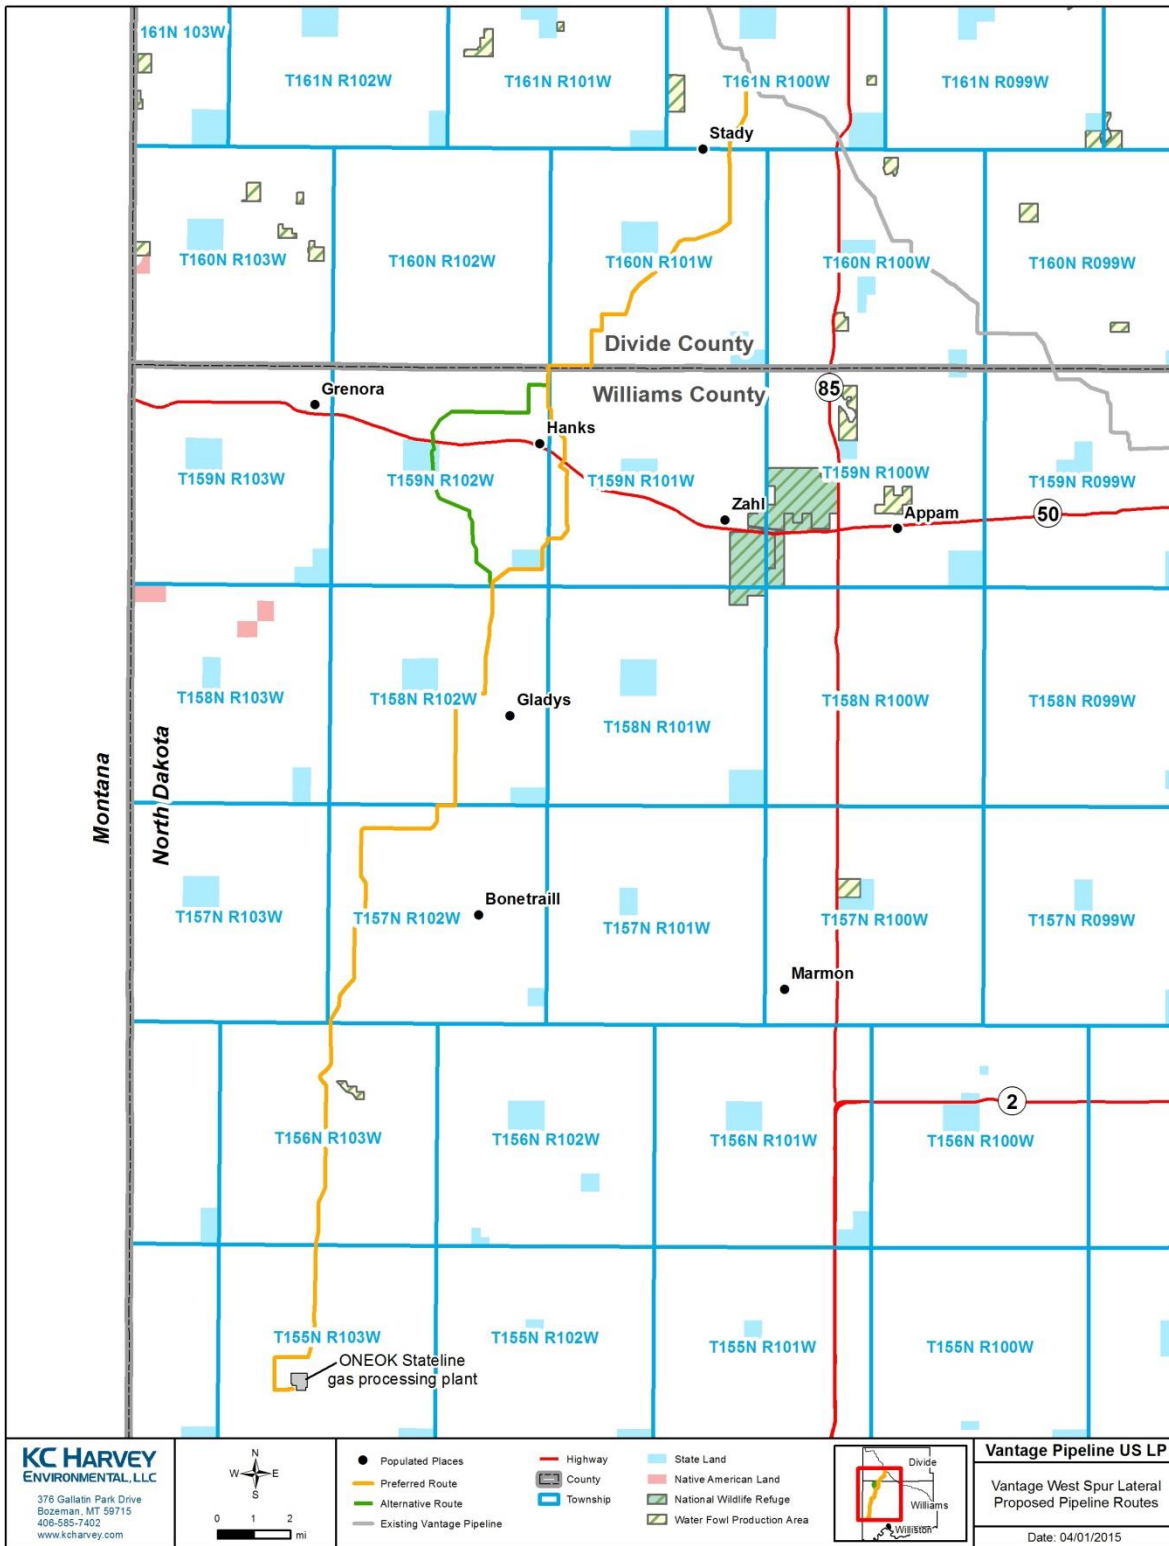 161N 103W
T161N R102W
T161N R101W
T161N R100W
T161N R099W
Stady
T160N R103W
T160N R102W
T160N R101W
T160N R100W
T160N R099W
Divide County
Williams County
85
Grenora
Hanks
T159N R103W
T159N R102W
T159N R101W
T159N R100W
T159N R099W
Zahl
Appam
50
T158N R103W
T158N R102W
Gladys
T158N R101W
T158N R100W
T158N R099W
Montana
North Dakota
Bonetraill
T157N R103W
T157N R102W
T157N R101W
T157N R100W
T157N R099W
Marmon
2
T156N R103W
T156N R102W
T156N R101W
T156N R100W
T155N R103W
T155N R102W
T155N R101W
T155N R100W
ONEOK Stateline
gas processing plant
KC HARVEY
ENVIRONMENTAL, LLC
376 Gallatin Park Drive
Bozeman, MT 59715
406-585-7402
www.kcharvey.com
N
W E
S
0 1 2
mi
Populated Places
Preferred Route
Alternative Route
Existing Vantage Pipeline
Highway
County
Township
State Land
Native American Land
National Wildlife Refuge
Water Fowl Production Area
Divide
Williams
Williston
Vantage Pipeline US LP
Vantage West Spur Lateral
Proposed Pipeline Routes
Date: 04/01/2015